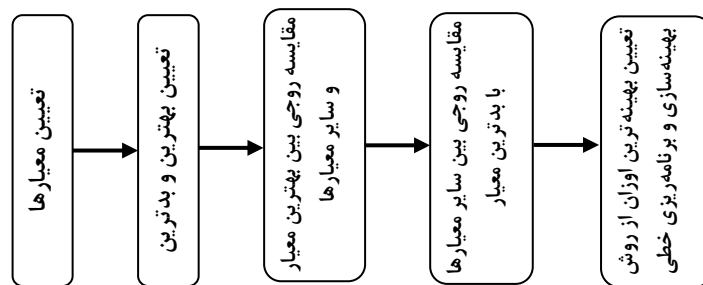 تعیین معیارها
تعیین بهترین و بدترین
مقایسه زوجی بین بهترین معیار
و سایر معیارها
مقایسه زوجی بین سایر معیارها
با بدترین معیار
تعیین بهینه‌ترین اوزان از روش
بهینه‌سازی و برنامه‌ریزی خطی